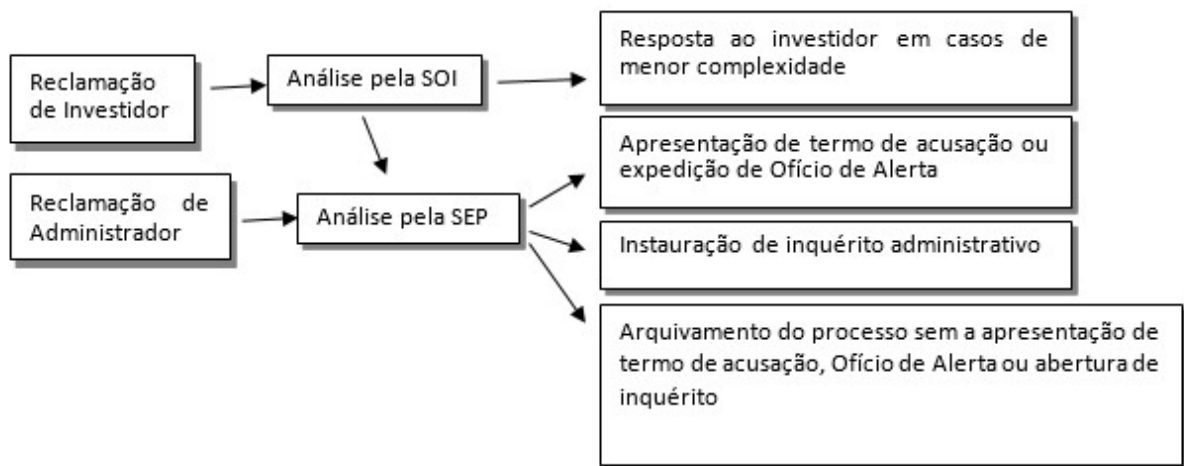 Reclamação
de Investidor
Análise pela SOI
Resposta ao investidor em casos de
menor complexidade
Apresentação de termo de acusação ou
expedição de Ofício de Alerta
Reclamação de
Administrador
Análise pela SEP
Instauração de inquérito administrativo
Arquivamento do processo sem a apresentação de
termo de acusação, Ofício de Alerta ou abertura de
inquérito